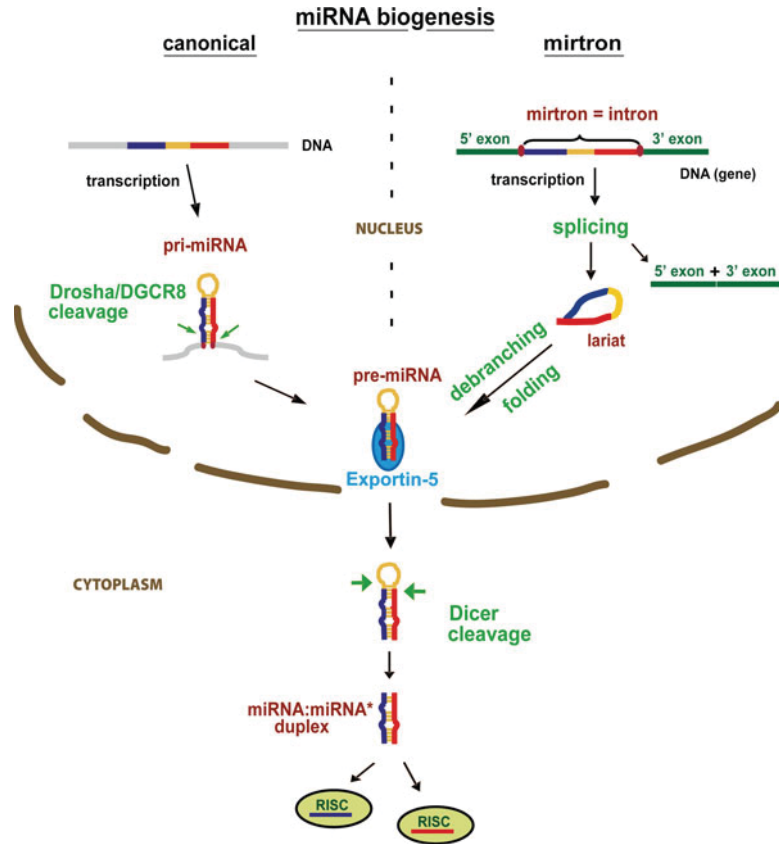 miRNA biogenesis
canonical
mirtron
mirtron = intron
5’ exon
3’ exon
DNA
DNA (gene)
transcription
transcription
pri-miRNA
NUCLEUS
splicing
5’ exon + 3’ exon
Drosha/DGCR8
cleavage
lariat
debranching
folding
pre-miRNA
Exportin-5
CYTOPLASM
Dicer
cleavage
miRNA:miRNA*
duplex
RISC
RISC